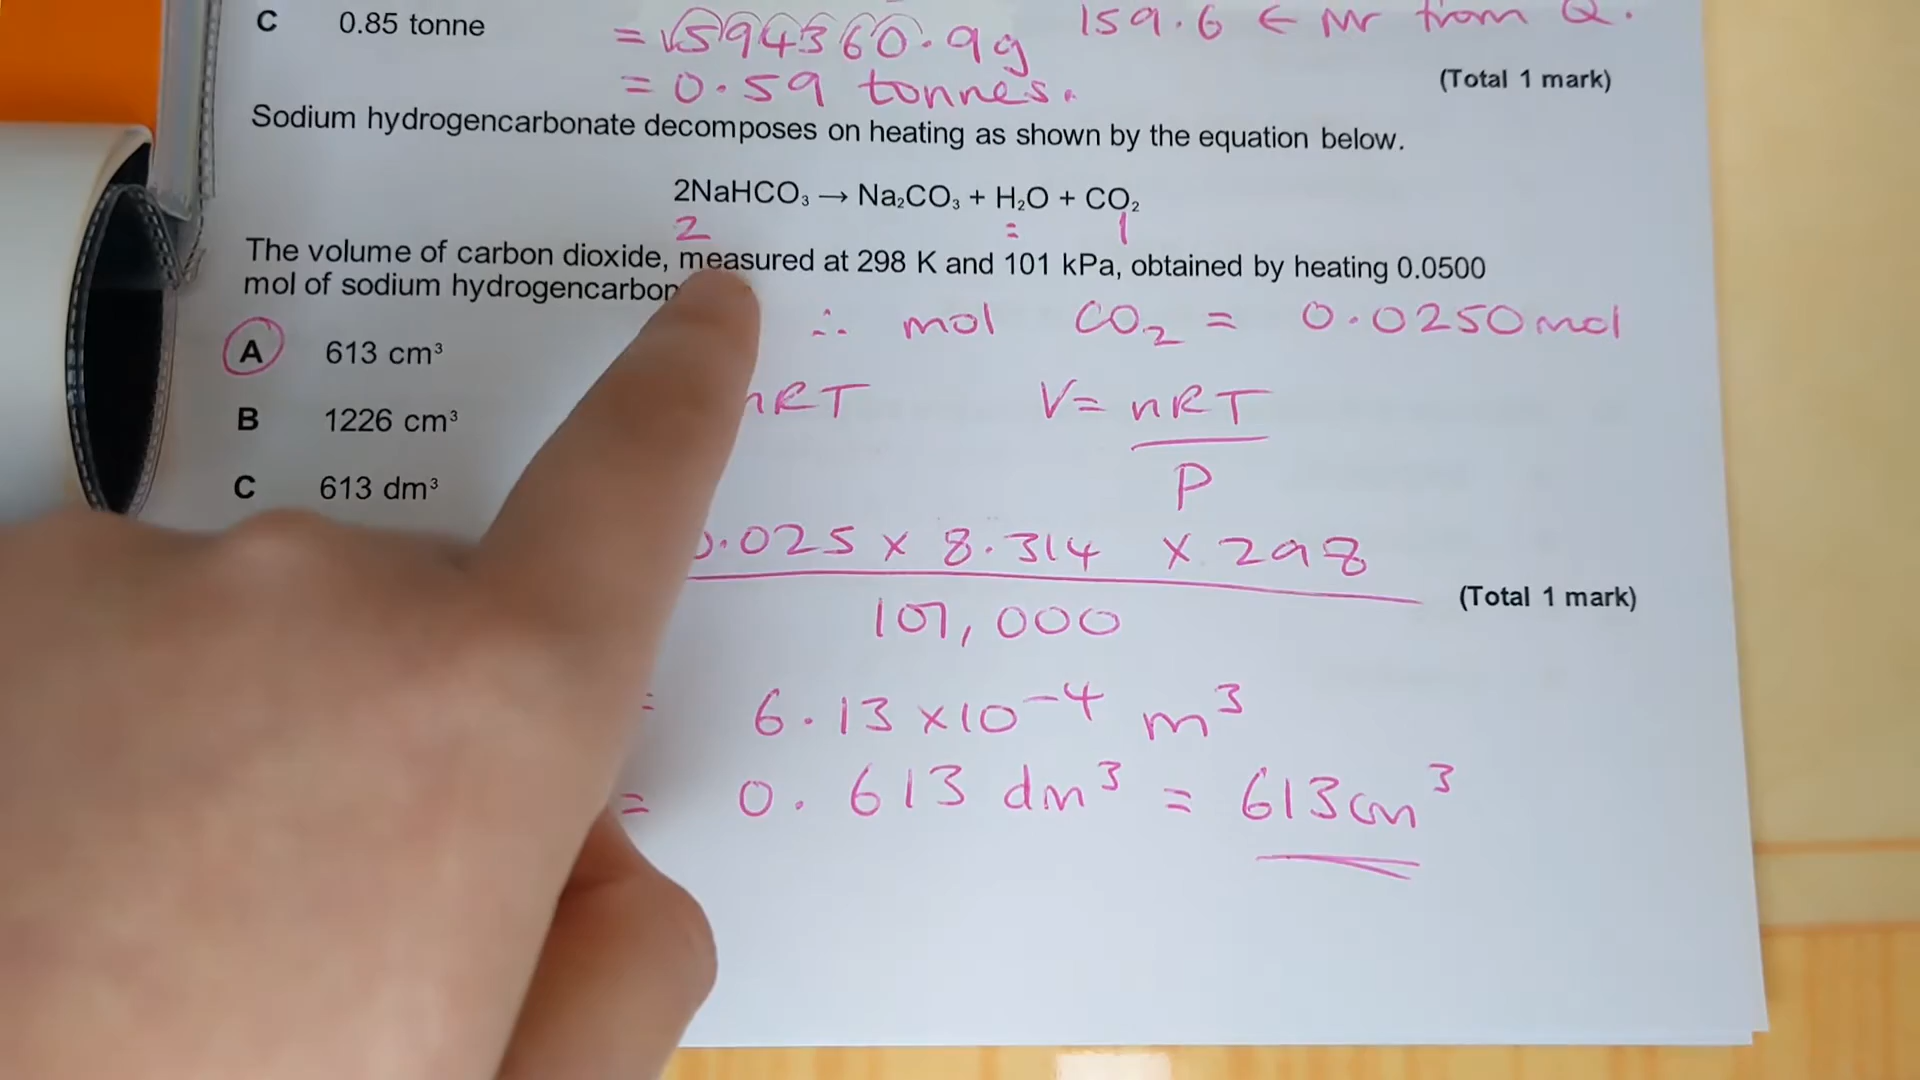 C 0.85 tonne
= 594360.9g
159.6 ← Mr from Q.
= 0.59 tonnes.
(Total 1 mark)
Sodium hydrogencarbonate decomposes on heating as shown by the equation below.
2NaHCO₃ → Na₂CO₃ + H₂O + CO₂
2 = 1
The volume of carbon dioxide, measured at 298 K and 101 kPa, obtained by heating 0.0500
mol of sodium hydrogencarbon
∴ mol CO₂ = 0.0250 mol
A 613 cm³
nRT V = nRT
P
B 1226 cm³
C 613 dm³
0.025 × 8.314 × 298
101,000
(Total 1 mark)
= 6.13 × 10⁻⁴ m³
= 0.613 dm³ = 613cm³